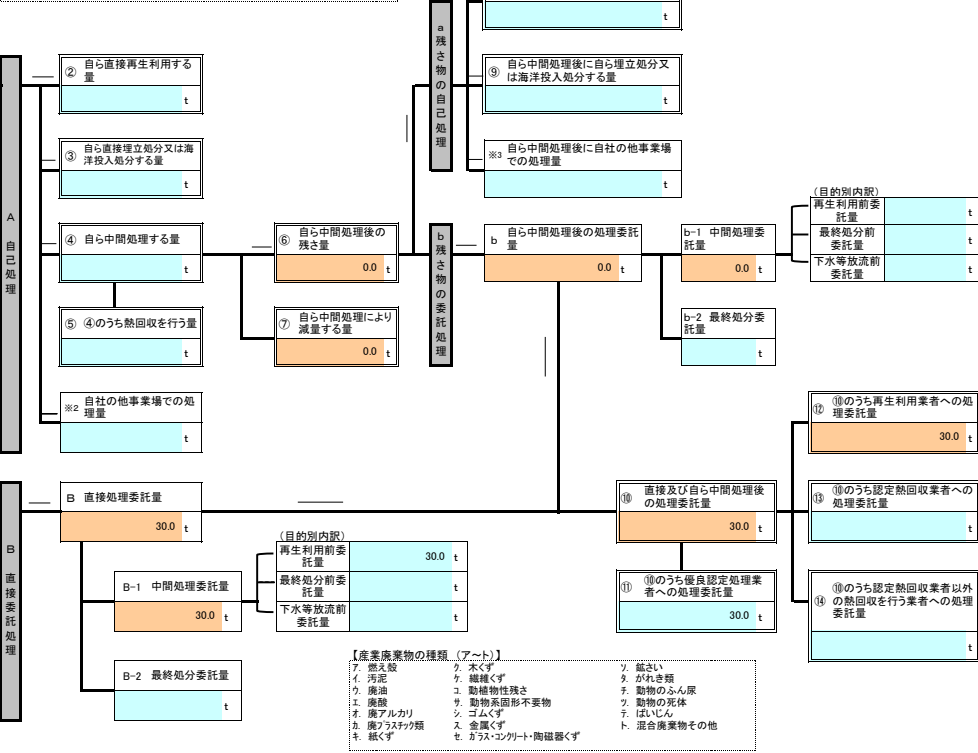 t
a 残さ物の自己処理
② 自ら直接再生利用する
量
t
⑨ 自ら中間処理後に自ら埋立処分又
は海洋投入処分する量
t
③ 自ら直接埋立処分又は海
洋投入処分する量
t
※3 自ら中間処理後に自社の他事業場
での処理量
t
A 自己処理
④ 自ら中間処理する量
t
⑥ 自ら中間処理後の
残さ量
0.0 t
b 残さ物の委託処理
b 自ら中間処理後の処理委託
量
0.0 t
b-1 中間処理委
託量
0.0 t
(目的別内訳)
再生利用前委
託量
t
最終処分前
委託量
t
下水等放流前
委託量
t
⑤ ④のうち熱回収を行う量
t
⑦ 自ら中間処理により
減量する量
0.0 t
b-2 最終処分委
託量
t
※2 自社の他事業場での処
理量
t
⑫ ⑩のうち再生利用業者への処
理委託量
30.0 t
B 直接委託処理
B 直接処理委託量
30.0 t
⑩ 直接及び自ら中間処理後
の処理委託量
30.0 t
⑬ ⑩のうち認定熱回収業者への
処理委託量
t
B-1 中間処理委託量
30.0 t
(目的別内訳)
再生利用前委
託量
30.0 t
最終処分前委
託量
t
下水等放流前
委託量
t
⑪ ⑩のうち優良認定処理業
者への処理委託量
30.0 t
⑭ ⑩のうち認定熱回収業者以外
の熱回収を行う業者への処理
委託量
t
B-2 最終処分委託量
t
【産業廃棄物の種類 (ア~ト)】
ア. 燃え殻
イ. 汚泥
ウ. 廃油
エ. 廃酸
オ. 廃アルカリ
カ. 廃プラスチック類
キ. 紙くず
ク. 木くず
ケ. 繊維くず
コ. 動植物性残さ
サ. 動物系固形不要物
シ. ゴムくず
ス. 金属くず
セ. ガラス・コンクリート・陶磁器くず
ソ. 鉱さい
タ. がれき類
チ. 動物のふん尿
ツ. 動物の死体
テ. ばいじん
ト. 混合廃棄物その他